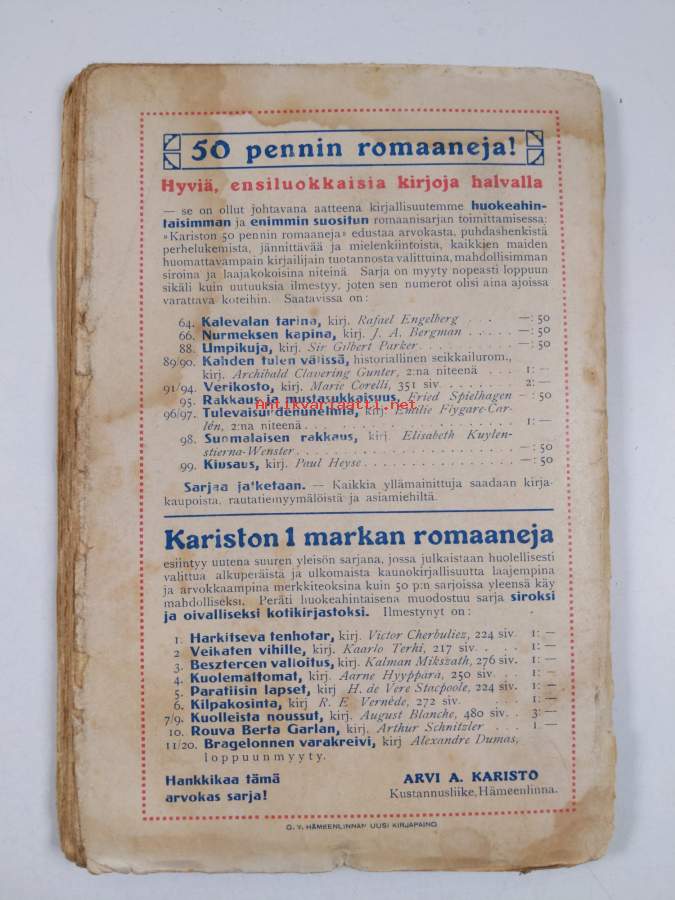 50 pennin romaaneja!
Hyviä, ensiluokkaisia kirjoja halvalla
— se on ollut johtavana aatteena kirjallisuutemme huokeahin-
taisimman ja enimmin suositun romaanisarjan toimittamisessa;
»Kariston 50 pennin romaaneja» edustaa arvokasta, puhdashenkistä
perhelukemista, jännittävää ja mielenkiintoista, kaikkien maiden
huomattavampain kirjailijain tuotannosta valittuina, mahdollisimman
siroina ja laajakokoisina niteinä. Sarja on myyty nopeasti loppuun
sikäli kuin uutuuksia ilmestyy, joten sen numerot olisi aina ajoissa
varattava koteihin. Saatavissa on:
64. Kalevalan tarina, kirj. Rafael Engelberg . . —: 50
66. Nurmeksen kapina, kirj. J. A. Bergman . . . . . —: 50
88. Umpikuja, kirj. Sir Gilbert Parker . . —: 50
89/90. Kahden tulen välissä, historiallinen seikkailurom.,
kirj. Archibald Clavering Gunter, 2:na niteenä . . . 1: —
91/94. Verikosto, kirj. Marie Corelli, 351 siv . . 2: —
95. Rakkaus ja mustasukkaisuus, Fried Spielhagen —: 50
antikvariaatti.net
96/97. Tulevaisuudenunelmia, kirj. Emilie Flygare-Car-
lén, 2:na niteenä . . . 1: —
98. Suomalaisen rakkaus, kirj. Elisabeth Kuylen-
stierna-Wenster . . . —: 50
99. Kiusaus, kirj. Paul Heyse . . . —: 50
Sarjaa jatketaan. — Kaikkia yllämainittuja saadaan kirja-
kaupoista, rautatiemyymälöistä ja asiamiehiltä.
Kariston 1 markan romaaneja
esiintyy uutena suuren yleisön sarjana, jossa julkaistaan huolellisesti
valittua alkuperäistä ja ulkomaista kaunokirjallisuutta laajempina
ja arvokkaampina merkkiteoksina kuin 50 p:n sarjoissa yleensä käy
mahdolliseksi. Peräti huokeahintaisena muodostuu sarja siroksi
ja oivalliseksi kotikirjastoksi. Ilmestynyt on:
1. Harkitseva tenhotar, kirj. Victor Cherbuliez, 224 siv. 1: —
2 Veikaten vihille, kirj. Kaarlo Terhi, 217 siv. . . 1: —
3. Besztercen valloitus, kirj. Kalman Mikszath, 276 siv. 1: —
4. Kuolemattomat, kirj. Aarne Hyyppärä, 250 siv. . . 1: —
5. Paratiisin lapset, kirj H. de Vere Stacpoole, 224 siv. 1: —
6. Kilpakosinta, kirj R. E. Vernède, 272 siv. . . 1: —
7/9. Kuolleista noussut, kirj. August Blanche, 480 siv. . . 3: —
10. Rouva Berta Garlan, kirj. Arthur Schnitzler . . . 1 —
11/20. Bragelonnen varakreivi, kirj Alexandre Dumas,
loppuunmyyty.
Hankkikaa tämä
arvokas sarja!
ARVI A. KARISTO
Kustannusliike, Hämeenlinna.
O. Y. HÄMEENLINNAN UUSI KIRJAPAINO